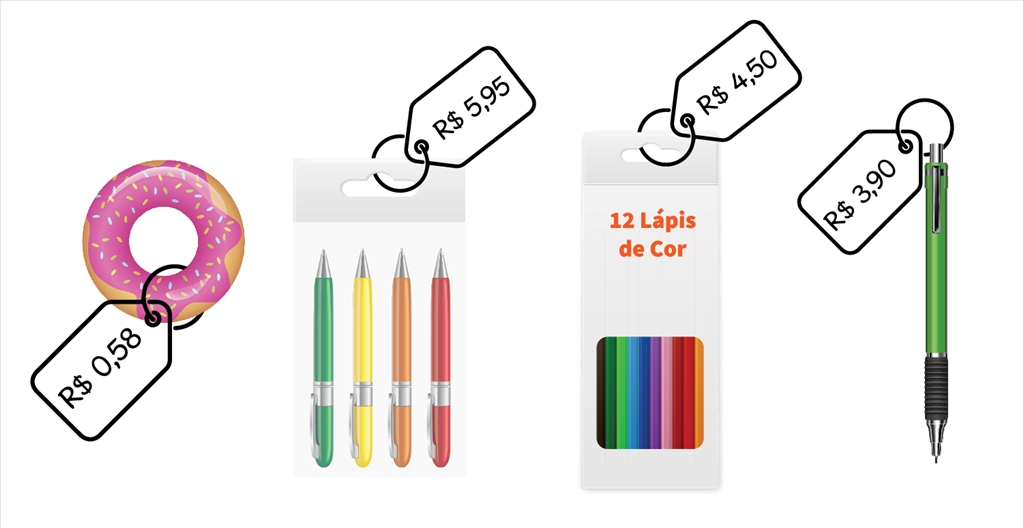 R$ 0,58
R$ 5,95
R$ 4,50
12 Lápis
de Cor
R$ 3,90